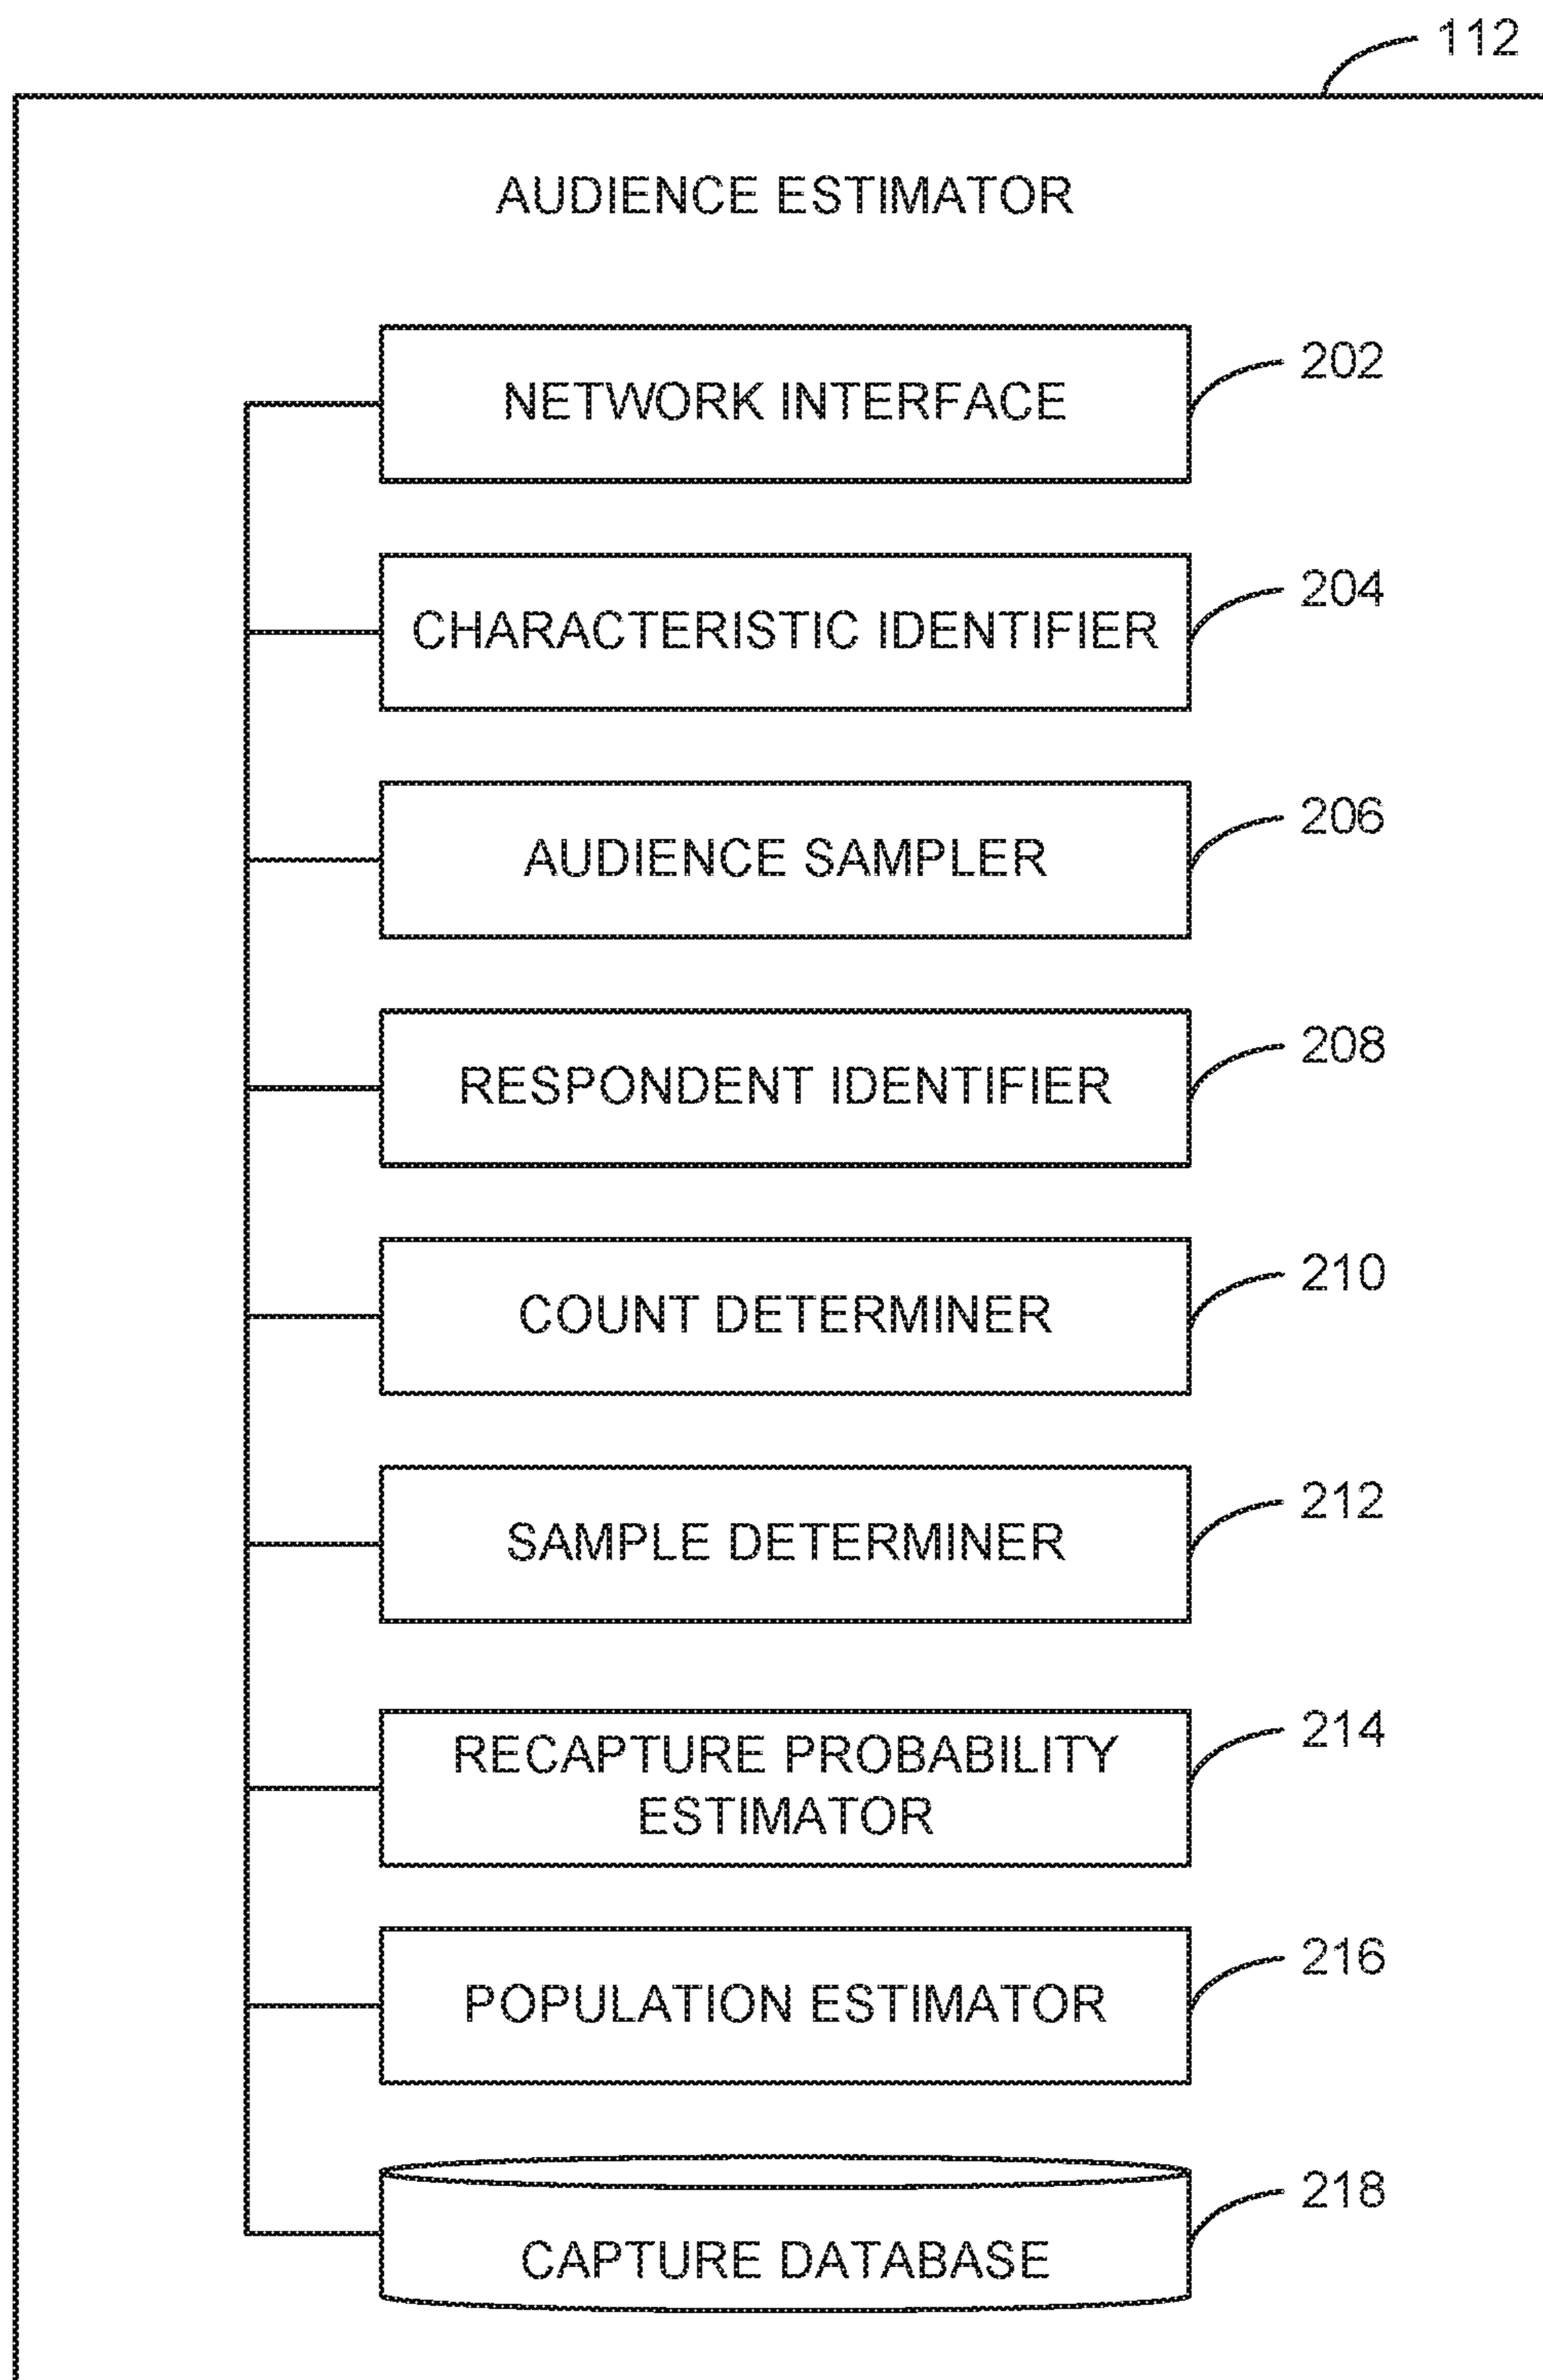 112
AUDIENCE ESTIMATOR
NETWORK INTERFACE
202
CHARACTERISTIC IDENTIFIER
204
AUDIENCE SAMPLER
206
RESPONDENT IDENTIFIER
208
COUNT DETERMINER
210
SAMPLE DETERMINER
212
RECAPTURE PROBABILITY
ESTIMATOR
214
POPULATION ESTIMATOR
216
CAPTURE DATABASE
218